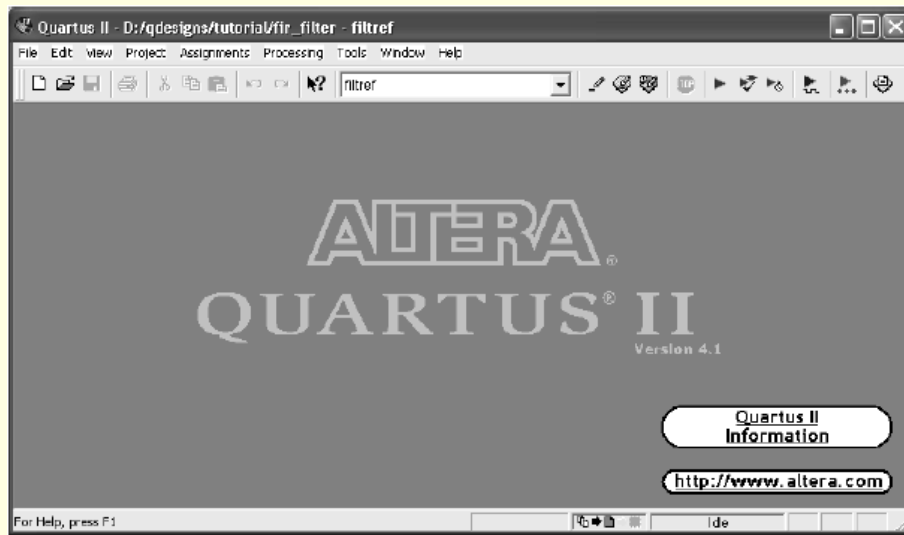 Quartus II - D:/qdesigns/tutorial/fir_filter - filtref
File Edit View Project Assignments Processing Tools Window Help
filtref
ALTERA®
QUARTUS® II
Version 4.1
Quartus II
Information
http://www.altera.com
For Help, press F1
Idle